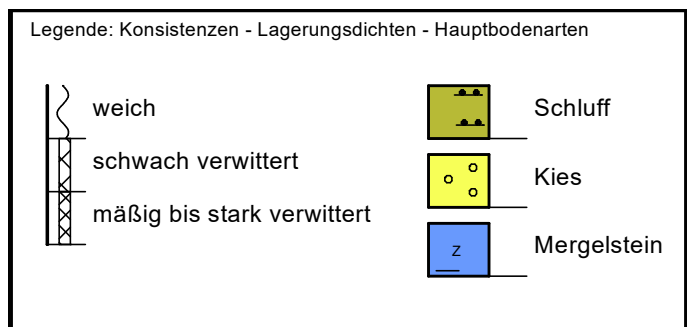 Legende: Konsistenzen - Lagerungsdichten - Hauptbodenarten
weich
schwach verwittert
mäßig bis stark verwittert
Schluff
Kies
Z
Mergelstein